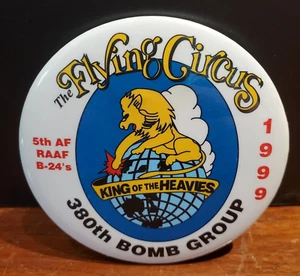 The Flying Circus
5th AF
RAAF
B-24's
1999
KING OF THE HEAVIES
380th BOMB GROUP